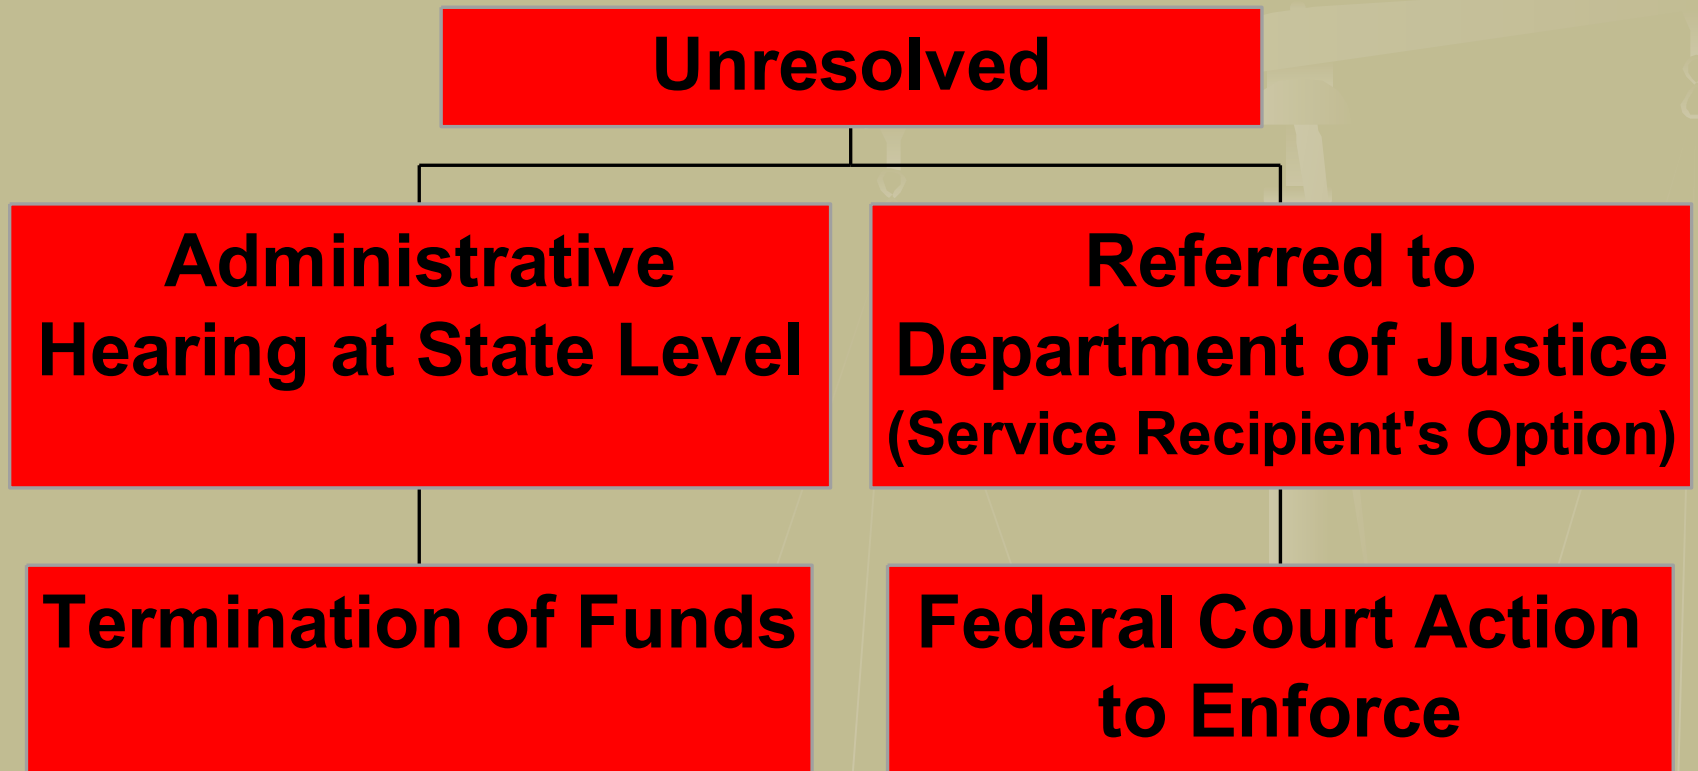 Unresolved
Administrative
Hearing at State Level
Referred to
Department of Justice
(Service Recipient's Option)
Termination of Funds
Federal Court Action
to Enforce